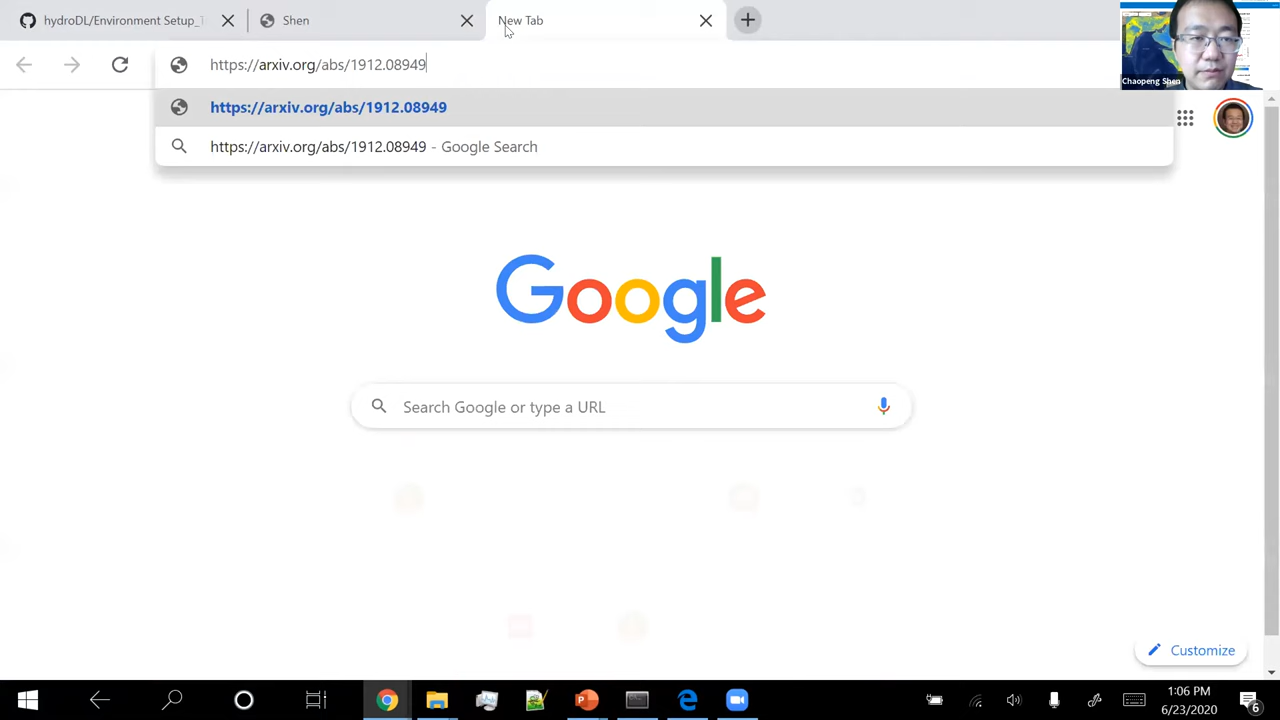 hydroDL/Environment Setup_T
Shen
New Tab
https://arxiv.org/abs/1912.08949
Chaopeng Shen
https://arxiv.org/abs/1912.08949
https://arxiv.org/abs/1912.08949 - Google Search
Google
Search Google or type a URL
Customize
1:06 PM
6/23/2020
6